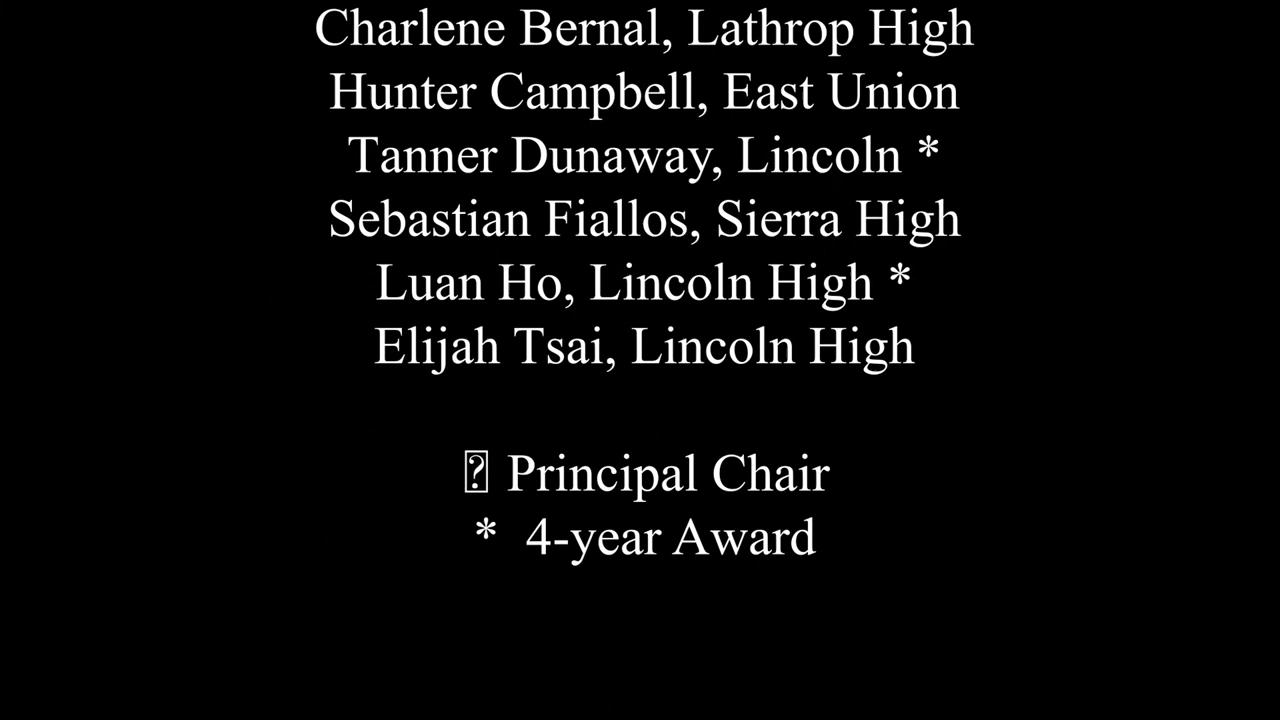 Charlene Bernal, Lathrop High
Hunter Campbell, East Union
Tanner Dunaway, Lincoln *
Sebastian Fiallos, Sierra High
Luan Ho, Lincoln High *
Elijah Tsai, Lincoln High
⍰ Principal Chair
* 4-year Award